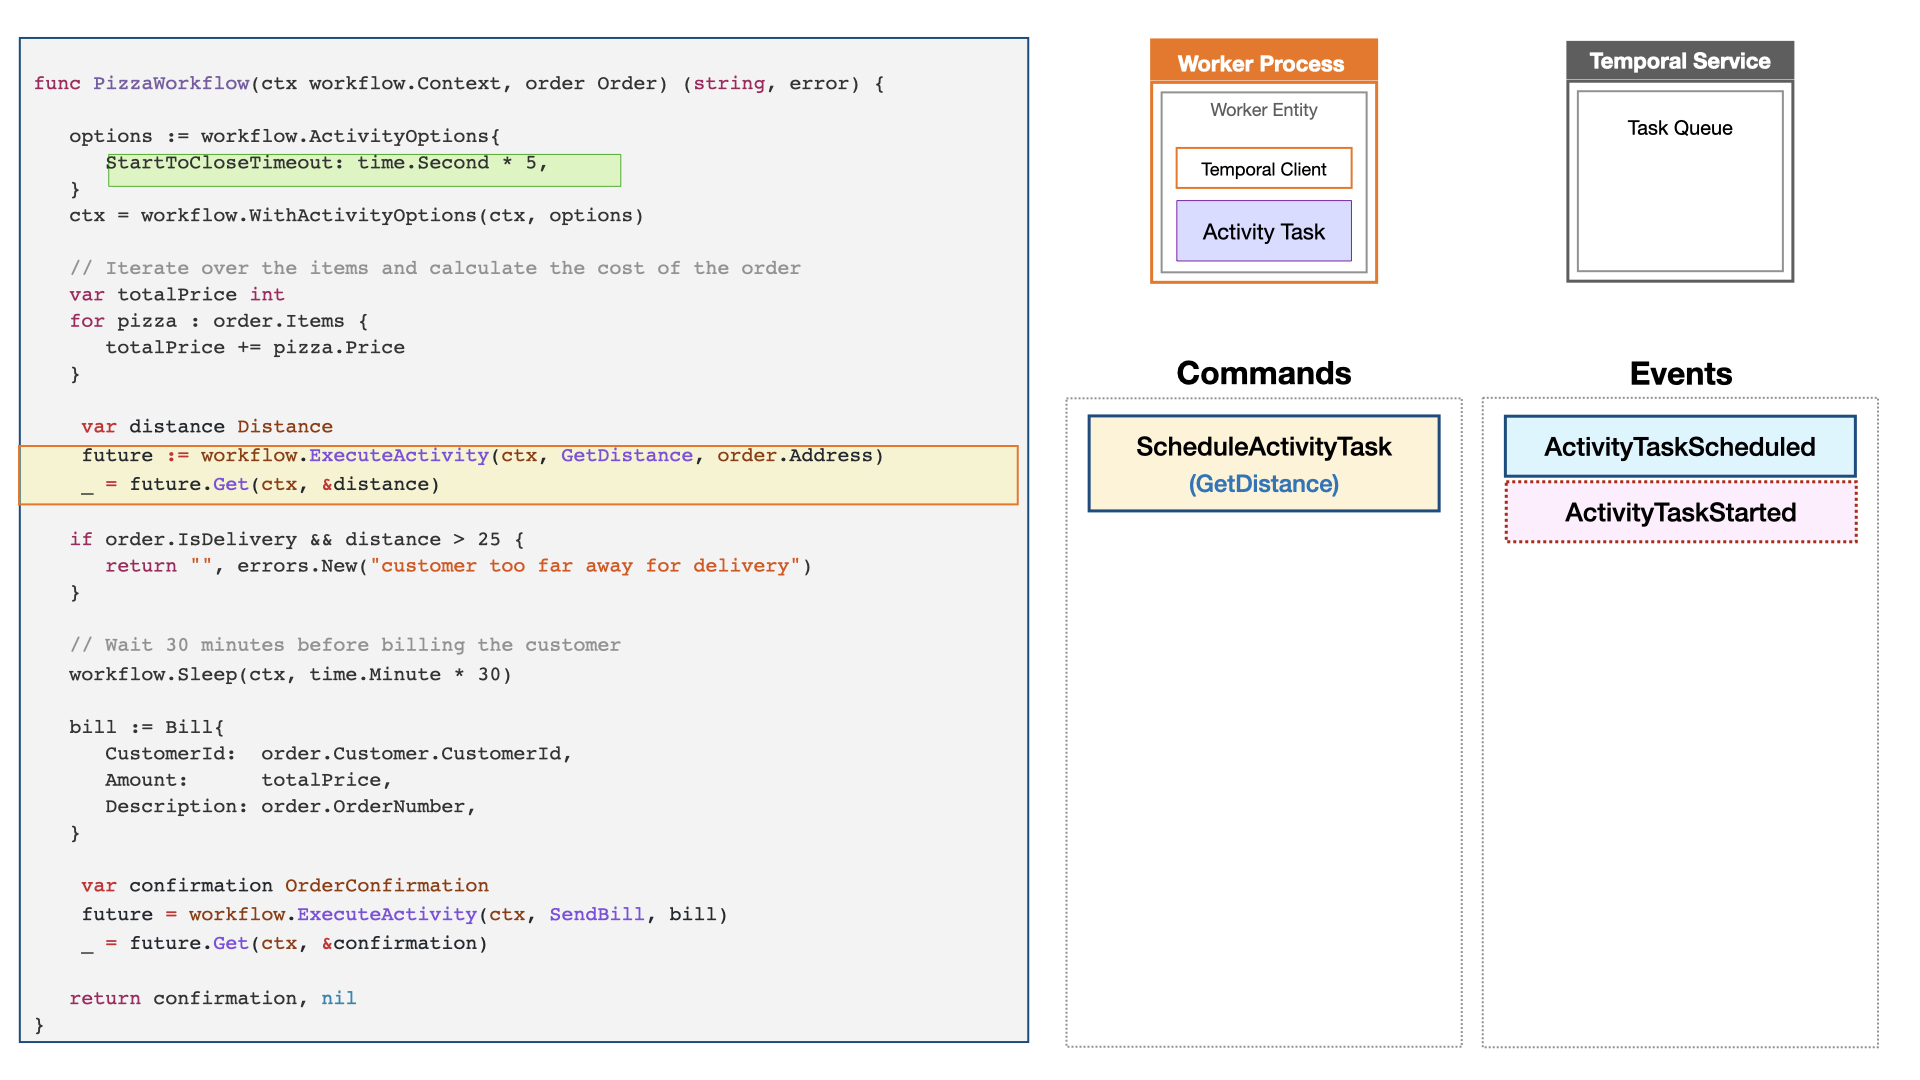 func PizzaWorkflow(ctx workflow.Context, order Order) (string, error) {
options := workflow.ActivityOptions{
StartToCloseTimeout: time.Second * 5,
}
ctx = workflow.WithActivityOptions(ctx, options)
// Iterate over the items and calculate the cost of the order
var totalPrice int
for pizza : order.Items {
totalPrice += pizza.Price
}
var distance Distance
future := workflow.ExecuteActivity(ctx, GetDistance, order.Address)
_ = future.Get(ctx, &distance)
if order.IsDelivery && distance > 25 {
return "", errors.New("customer too far away for delivery")
}
// Wait 30 minutes before billing the customer
workflow.Sleep(ctx, time.Minute * 30)
bill := Bill{
CustomerId: order.Customer.CustomerId,
Amount: totalPrice,
Description: order.OrderNumber,
}
var confirmation OrderConfirmation
future = workflow.ExecuteActivity(ctx, SendBill, bill)
_ = future.Get(ctx, &confirmation)
return confirmation, nil
}
Worker Process
Worker Entity
Temporal Client
Activity Task
Temporal Service
Task Queue
Commands
ScheduleActivityTask
(GetDistance)
Events
ActivityTaskScheduled
ActivityTaskStarted